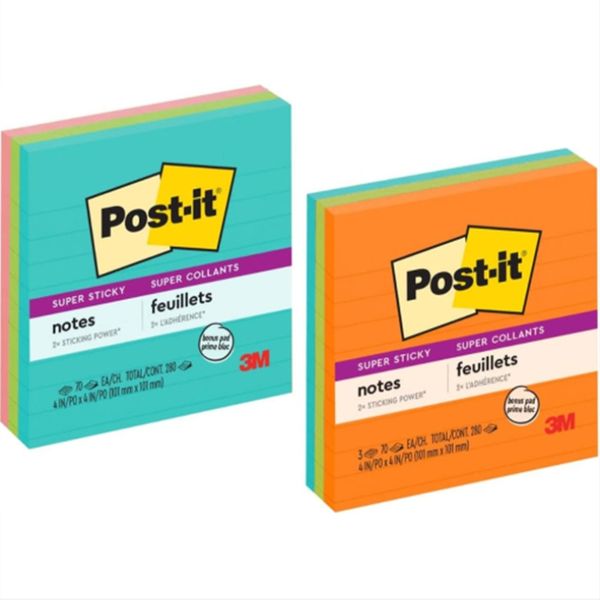 Post-it®
SUPER STICKY SUPER COLLANTS
notes feuillets
2× STICKING POWER* 2× L'ADHÉRENCE*
bonus pad
prime bloc
70 EA/CH. TOTAL/CONT. 280
4 IN/PO x 4 IN/PO (101 mm x 101 mm)
3M
Post-it®
SUPER STICKY SUPER COLLANTS
notes feuillets
2× STICKING POWER* 2× L'ADHÉRENCE*
bonus pad
prime bloc
3 70 EA/CH. TOTAL/CONT. 280
4 IN/PO x 4 IN/PO (101 mm x 101 mm)
3M